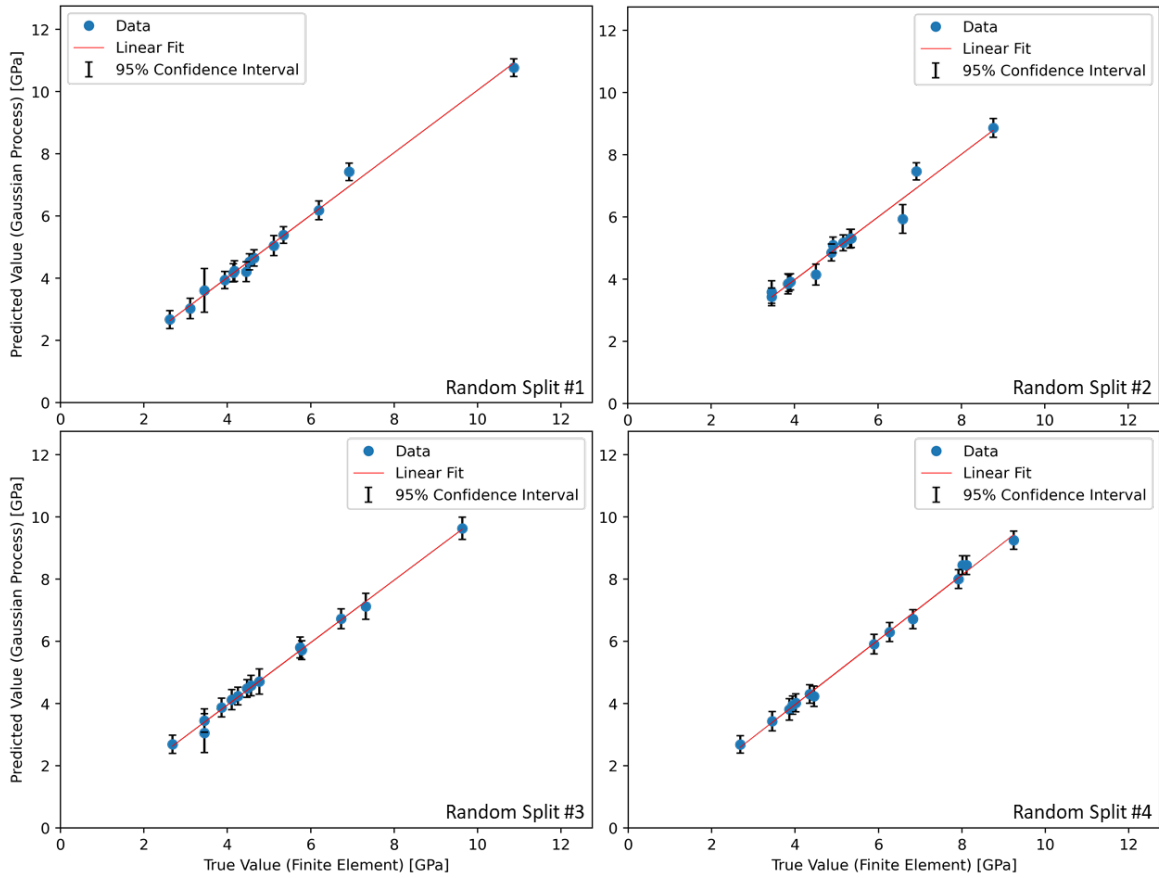 Data
Linear Fit
95% Confidence Interval
Predicted Value (Gaussian Process) [GPa]
12
10
8
6
4
2
0
Random Split #1
0 2 4 6 8 10 12
Data
Linear Fit
95% Confidence Interval
12
10
8
6
4
2
0
Random Split #2
0 2 4 6 8 10 12
Data
Linear Fit
95% Confidence Interval
Predicted Value (Gaussian Process) [GPa]
12
10
8
6
4
2
0
Random Split #3
0 2 4 6 8 10 12
True Value (Finite Element) [GPa]
Data
Linear Fit
95% Confidence Interval
12
10
8
6
4
2
0
Random Split #4
0 2 4 6 8 10 12
True Value (Finite Element) [GPa]